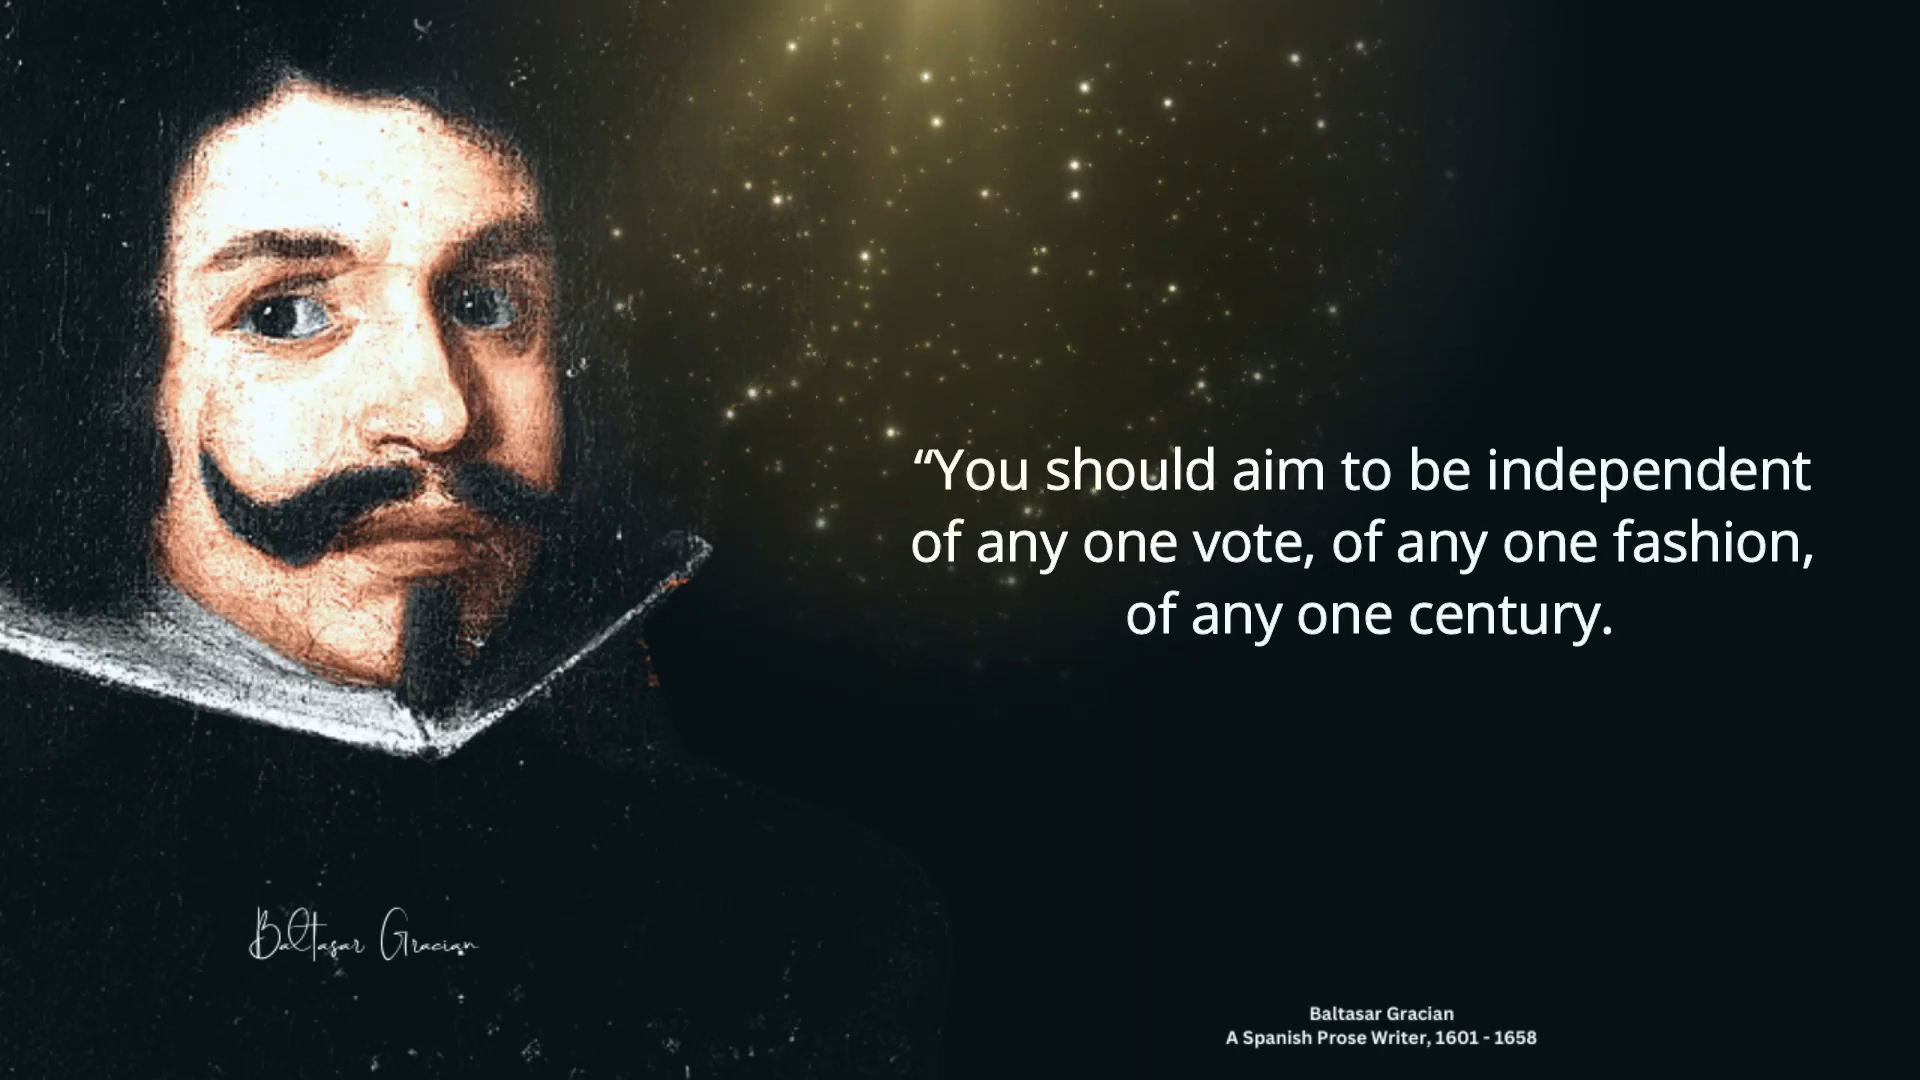 “You should aim to be independent
of any one vote, of any one fashion,
of any one century.
Baltasar Gracian
Baltasar Gracian
A Spanish Prose Writer, 1601 - 1658